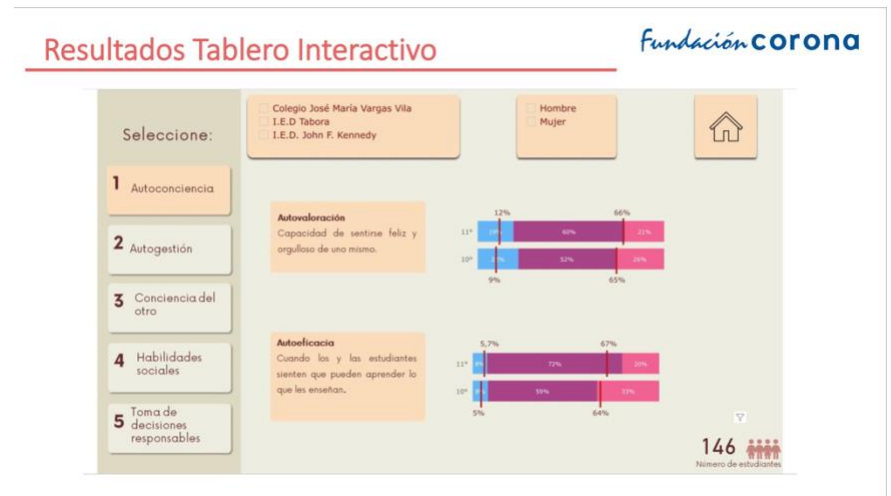 Resultados Tablero Interactivo
Fundación corona
Seleccione:
Colegio José María Vargas Vila
I.E.D Tabora
I.E.D. John F. Kennedy
Hombre
Mujer
1 Autoconciencia
2 Autogestión
3 Conciencia del
otro
4 Habilidades
sociales
5 Toma de
decisiones
responsables
Autovaloración
Capacidad de sentirse feliz y
orgulloso de uno mismo.
12% 66%
11° 60% 21%
10° 52% 26%
9% 65%
Autoeficacia
Cuando los y las estudiantes
sienten que pueden aprender lo
que les enseñan.
5,7% 67%
11° 72% 20%
10° 59% 33%
5% 64%
146
Número de estudiantes